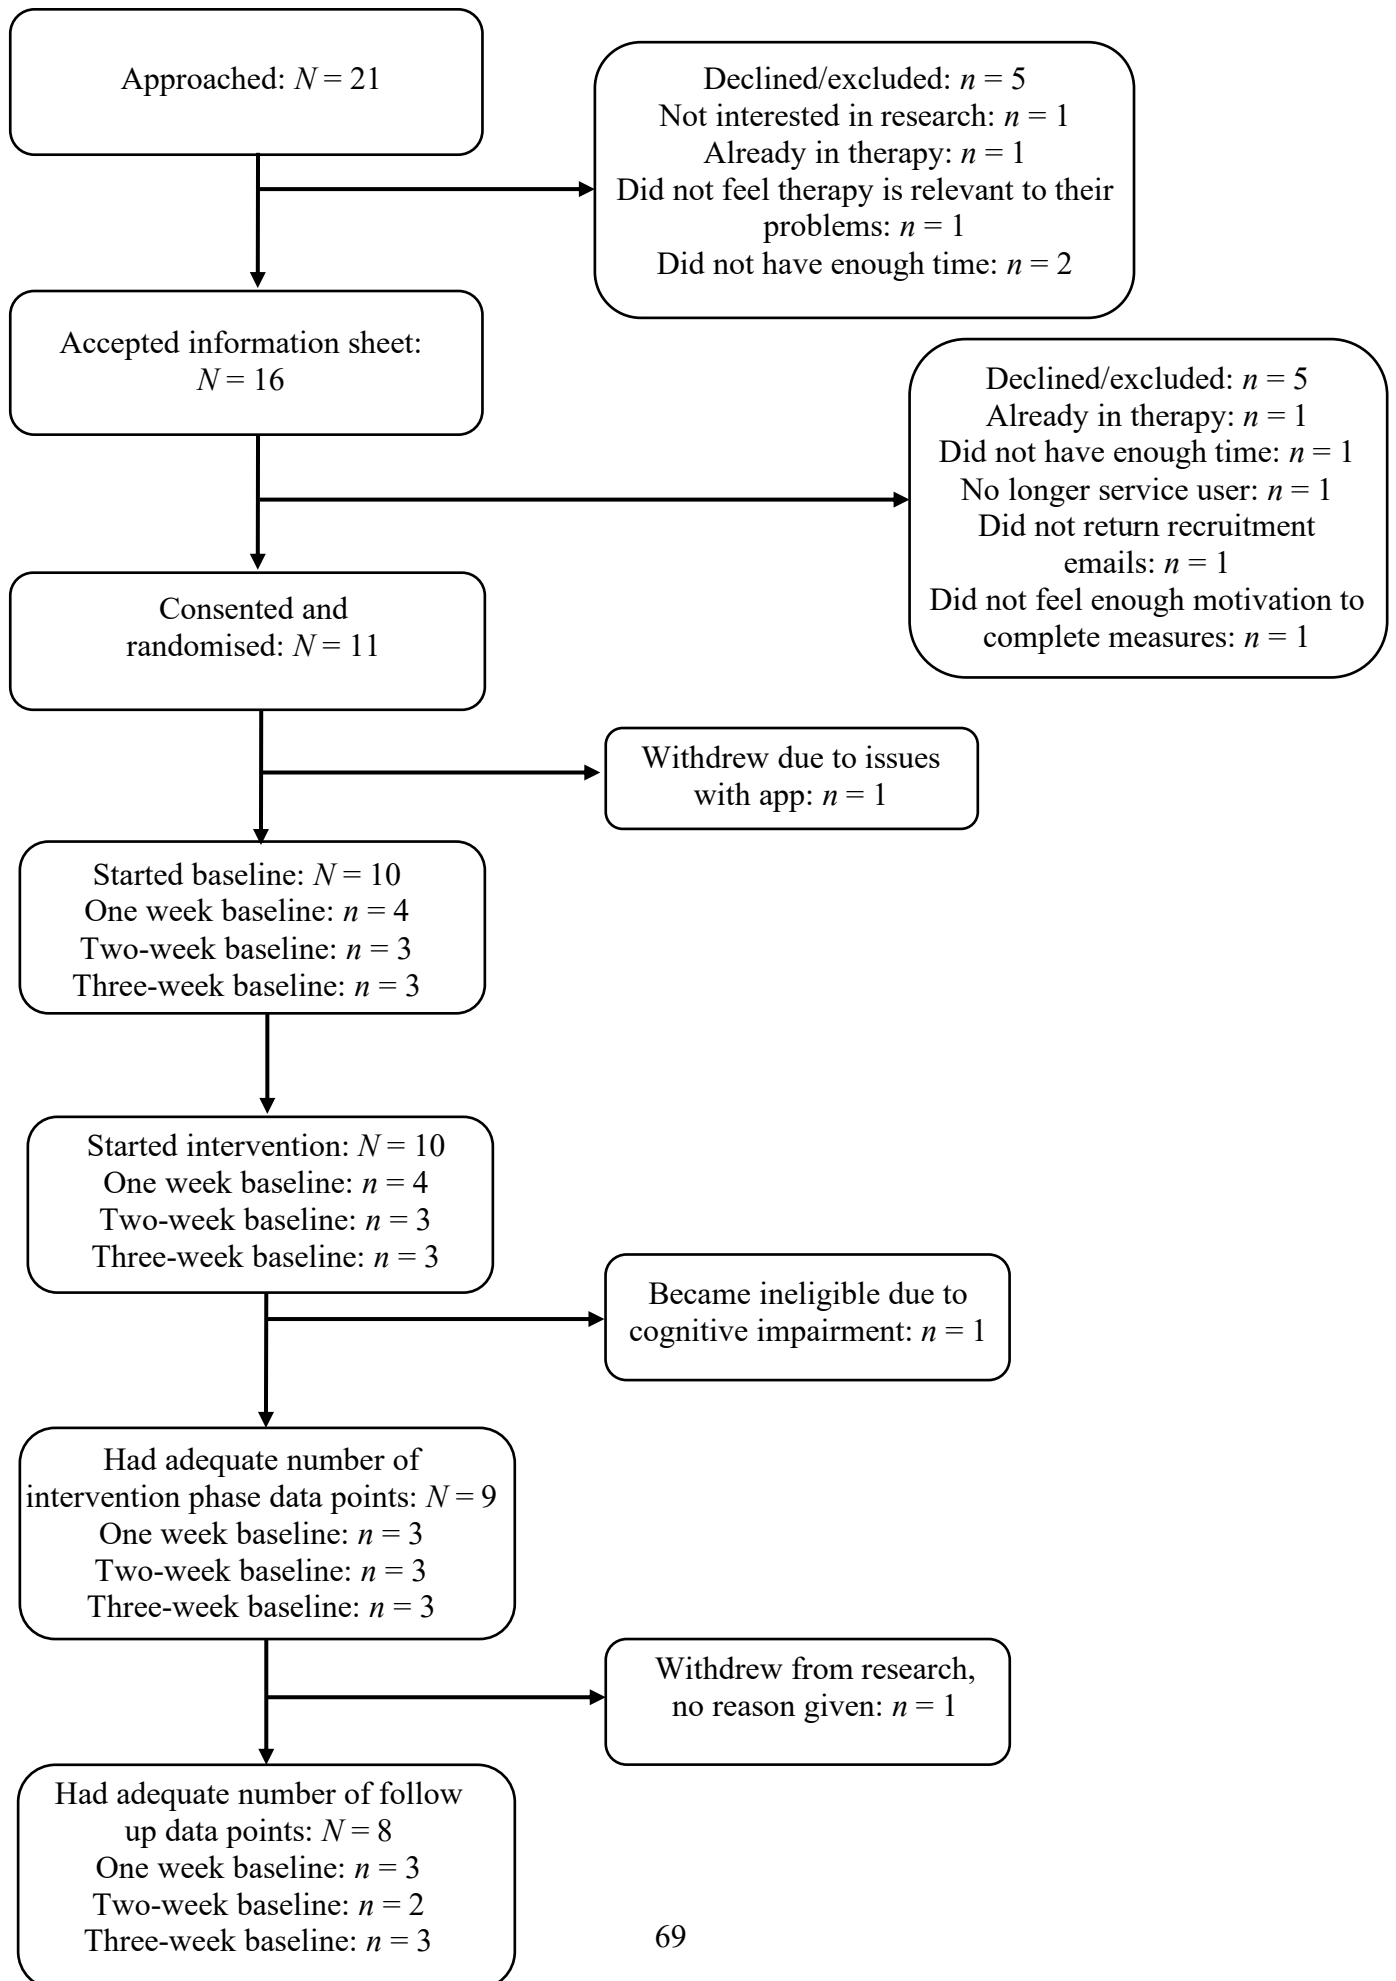 Approached: N = 21
Declined/excluded: n = 5
Not interested in research: n = 1
Already in therapy: n = 1
Did not feel therapy is relevant to their
problems: n = 1
Did not have enough time: n = 2
Accepted information sheet:
N = 16
Declined/excluded: n = 5
Already in therapy: n = 1
Did not have enough time: n = 1
No longer service user: n = 1
Did not return recruitment
emails: n = 1
Did not feel enough motivation to
complete measures: n = 1
Consented and
randomised: N = 11
Withdrew due to issues
with app: n = 1
Started baseline: N = 10
One week baseline: n = 4
Two-week baseline: n = 3
Three-week baseline: n = 3
Started intervention: N = 10
One week baseline: n = 4
Two-week baseline: n = 3
Three-week baseline: n = 3
Became ineligible due to
cognitive impairment: n = 1
Had adequate number of
intervention phase data points: N = 9
One week baseline: n = 3
Two-week baseline: n = 3
Three-week baseline: n = 3
Withdrew from research,
no reason given: n = 1
Had adequate number of follow
up data points: N = 8
One week baseline: n = 3
Two-week baseline: n = 2
Three-week baseline: n = 3
69